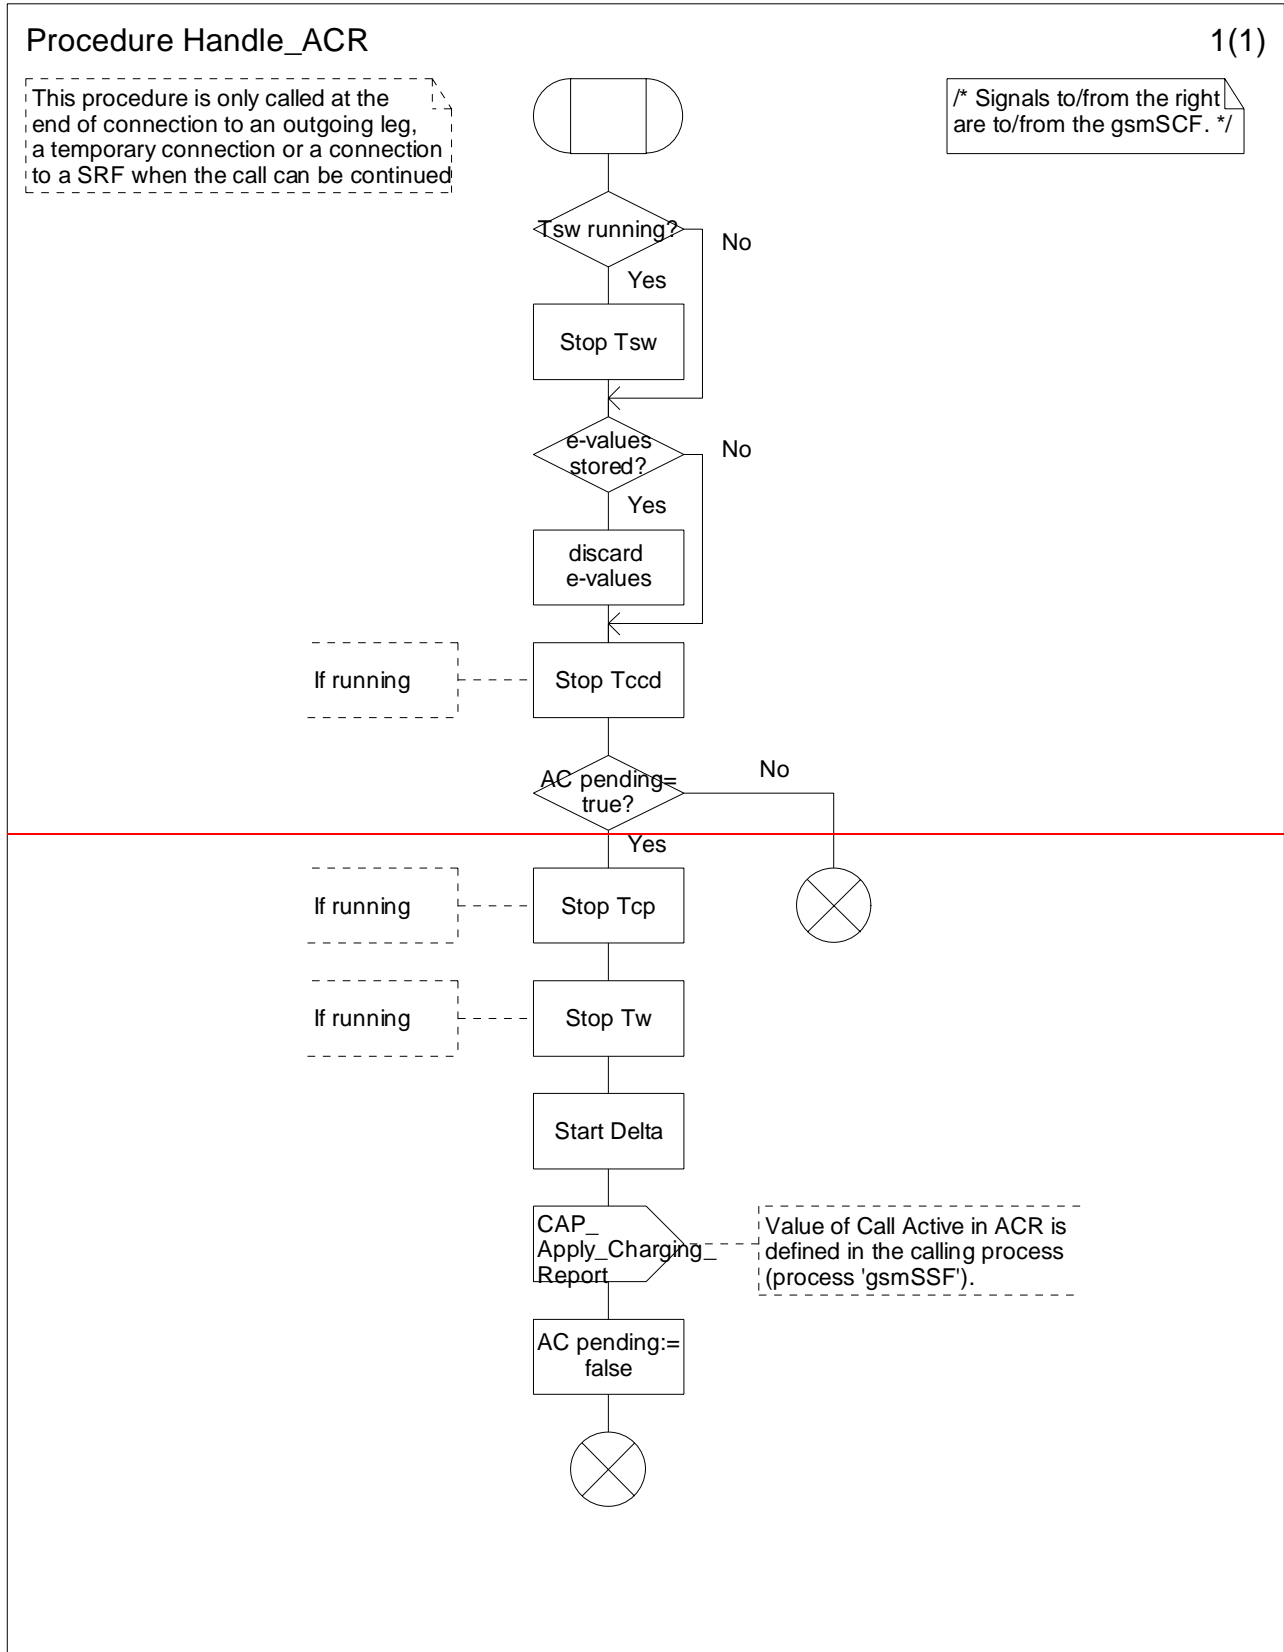 Procedure Handle_ACR
1(1)
This procedure is only called at the
end of connection to an outgoing leg,
a temporary connection or a connection
to a SRF when the call can be continued
/* Signals to/from the right
are to/from the gsmSCF. */
Tsw running?
No
Yes
Stop Tsw
e-values
stored?
No
Yes
discard
e-values
If running
Stop Tccd
AC pending=
true?
No
Yes
If running
Stop Tcp
If running
Stop Tw
Start Delta
CAP_
Apply_Charging_
Report
Value of Call Active in ACR is
defined in the calling process
(process 'gsmSSF').
AC pending:=
false